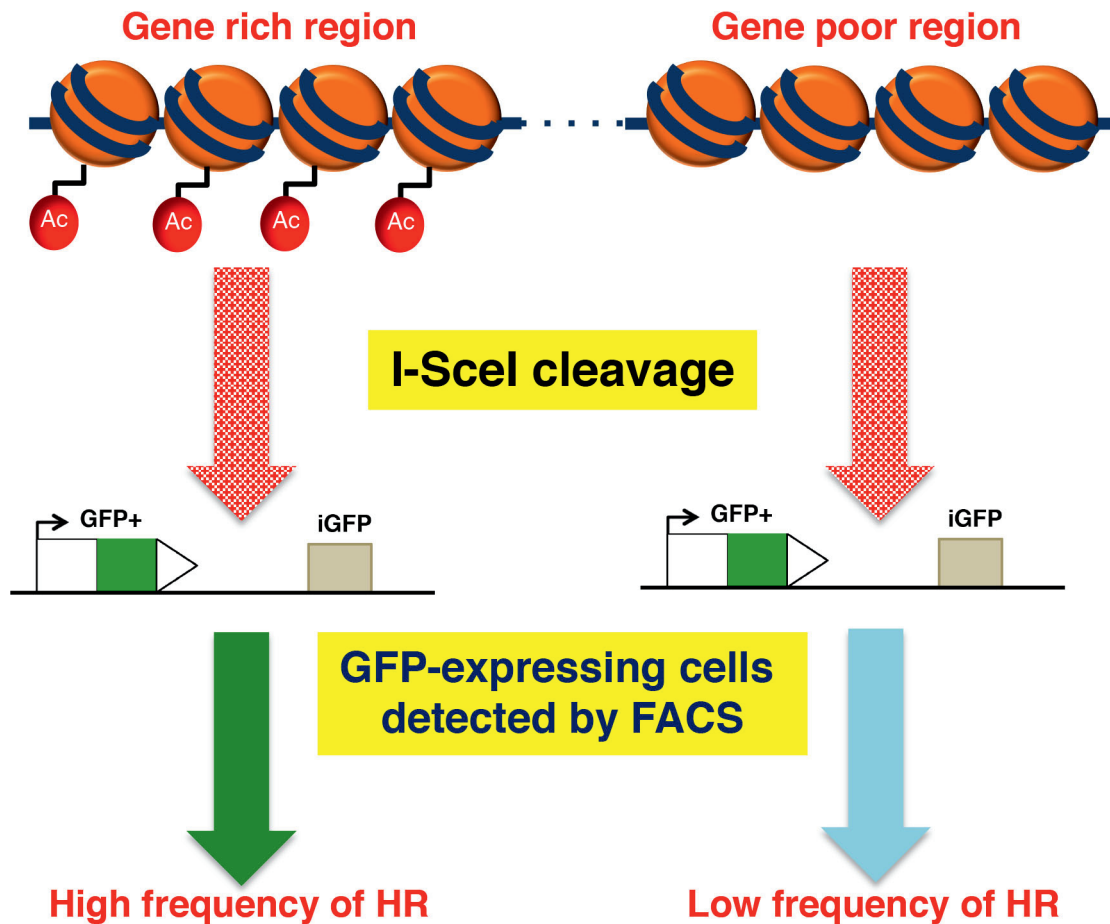 Gene rich region
Gene poor region
Ac
Ac
Ac
Ac
I-SceI cleavage
GFP+
iGFP
GFP+
iGFP
GFP-expressing cells
detected by FACS
High frequency of HR
Low frequency of HR